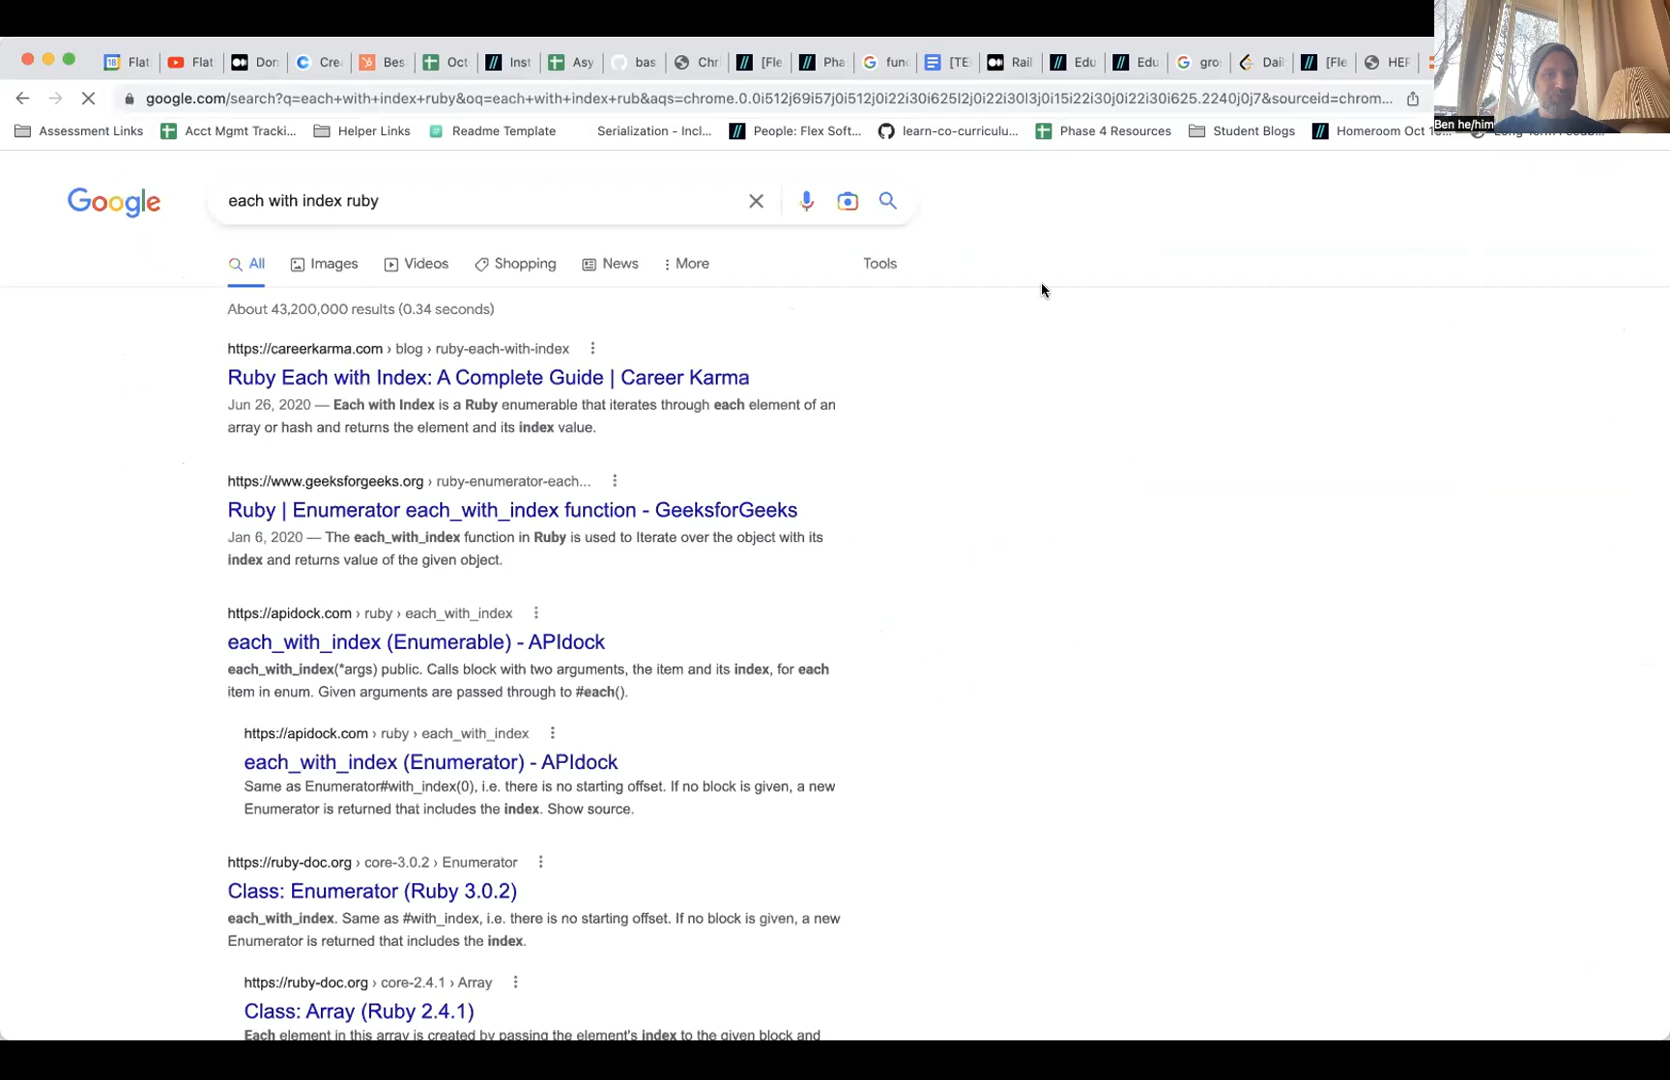 18 Flat
Flat
Don
Crea
Bes
Oct
Inst
Asy
bas
Chri
[Fle
Pha
func
[TE
Rail
Edu
Edu
gro
Dail
[Fle
HEF
google.com/search?q=each+with+index+ruby&oq=each+with+index+rub&aqs=chrome.0.0i512j69i57j0i512j0i22i30i625l2j0i22i30l3j0i15i22i30j0i22i30i625.2240j0j7&sourceid=chrom...
Assessment Links
Acct Mgmt Tracki...
Helper Links
Readme Template
Serialization - Incl...
People: Flex Soft...
learn-co-curriculu...
Phase 4 Resources
Student Blogs
Homeroom Oct 1
Ben he/him
Google
each with index ruby
All
Images
Videos
Shopping
News
More
Tools
About 43,200,000 results (0.34 seconds)
https://careerkarma.com › blog › ruby-each-with-index
Ruby Each with Index: A Complete Guide | Career Karma
Jun 26, 2020 — Each with Index is a Ruby enumerable that iterates through each element of an
array or hash and returns the element and its index value.
https://www.geeksforgeeks.org › ruby-enumerator-each...
Ruby | Enumerator each_with_index function - GeeksforGeeks
Jan 6, 2020 — The each_with_index function in Ruby is used to Iterate over the object with its
index and returns value of the given object.
https://apidock.com › ruby › each_with_index
each_with_index (Enumerable) - APIdock
each_with_index(*args) public. Calls block with two arguments, the item and its index, for each
item in enum. Given arguments are passed through to #each().
https://apidock.com › ruby › each_with_index
each_with_index (Enumerator) - APIdock
Same as Enumerator#with_index(0), i.e. there is no starting offset. If no block is given, a new
Enumerator is returned that includes the index. Show source.
https://ruby-doc.org › core-3.0.2 › Enumerator
Class: Enumerator (Ruby 3.0.2)
each_with_index. Same as #with_index, i.e. there is no starting offset. If no block is given, a new
Enumerator is returned that includes the index.
https://ruby-doc.org › core-2.4.1 › Array
Class: Array (Ruby 2.4.1)
Each element in this array is created by passing the element's index to the given block and